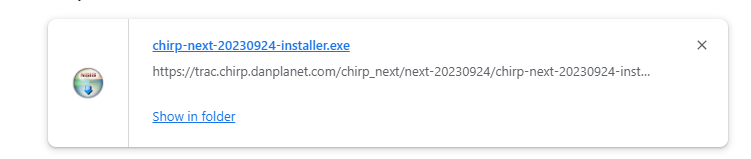 chirp-next-20230924-installer.exe
https://trac.chirp.danplanet.com/chirp_next/next-20230924/chirp-next-20230924-inst...
Show in folder